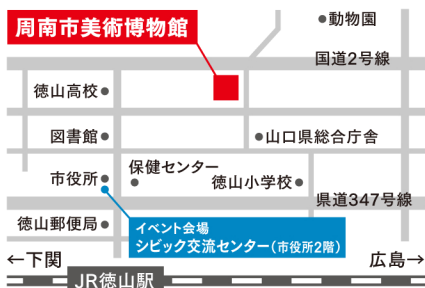 周南市美術博物館
動物園
国道2号線
徳山高校
図書館
山口県総合庁舎
市役所
保健センター
徳山小学校
県道347号線
徳山郵便局
イベント会場
シビック交流センター(市役所2階)
←下関
広島→
JR徳山駅